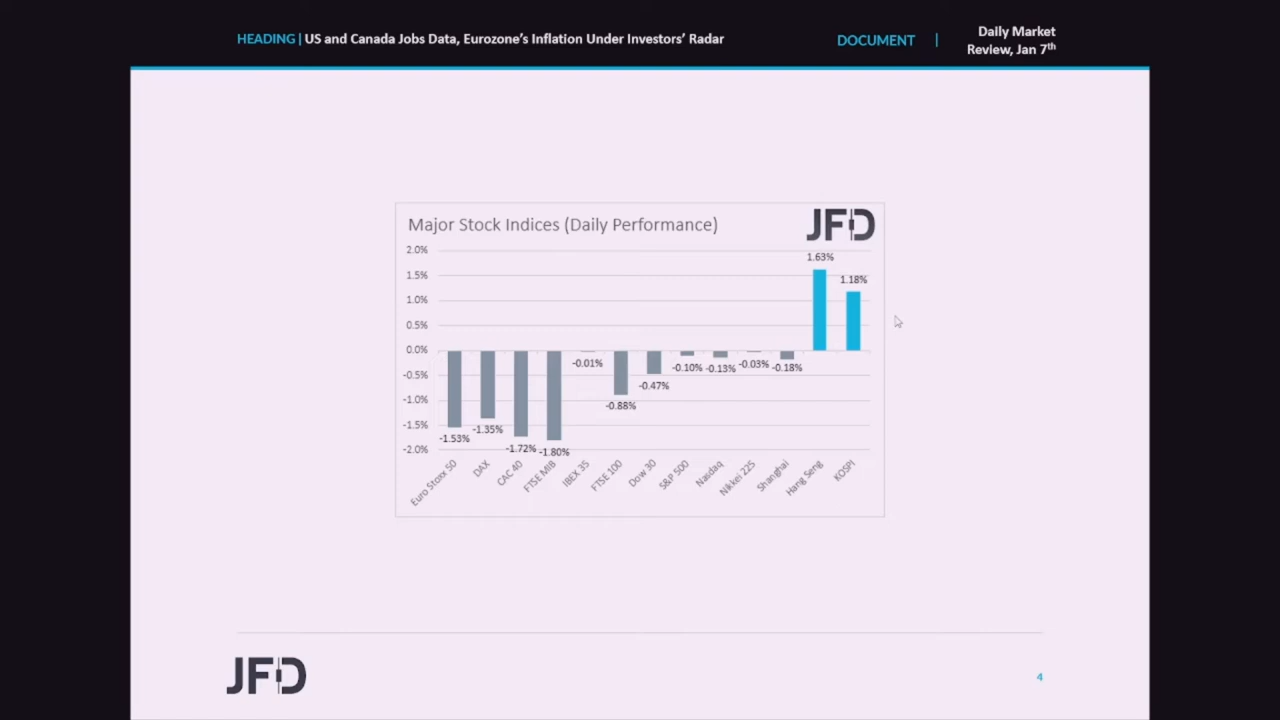 HEADING | US and Canada Jobs Data, Eurozone's Inflation Under Investors' Radar
DOCUMENT |
Daily Market
Review, Jan 7th
Major Stock Indices (Daily Performance)
JFD
2.0%
1.5%
1.0%
0.5%
0.0%
-0.5%
-1.0%
-1.5%
-2.0%
-1.53%
-1.35%
-1.72%
-1.80%
-0.01%
-0.88%
-0.47%
-0.10%
-0.13%
-0.03%
-0.18%
1.63%
1.18%
Euro Stoxx 50
DAX
CAC 40
FTSE MIB
IBEX 35
FTSE 100
Dow 30
S&P 500
Nasdaq
Nikkei 225
Shanghai
Hang Seng
KOSPI
JFD
4